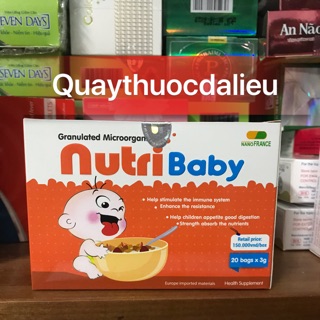 SEVEN DAYS
SEVEN DAYS
An Não
Quaythuocdalieu
Granulated Microorgan
NANOFRANCE
nutri Baby
• Help stimulate the immune system
• Enhance the resistance
• Help children appetite good digestion
• Strength absorb the nutrients
Retail price:
150.000vnd/box
20 bags x 3g
Europe imported materials
Health Supplement